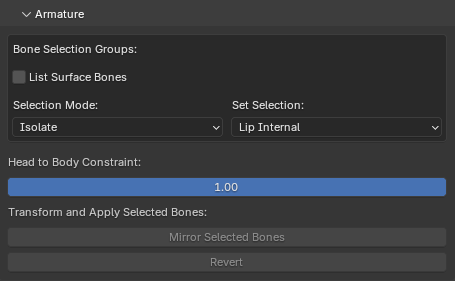 Armature
Bone Selection Groups:
List Surface Bones
Selection Mode: Set Selection:
Isolate Lip Internal
Head to Body Constraint:
1.00
Transform and Apply Selected Bones:
Mirror Selected Bones
Revert